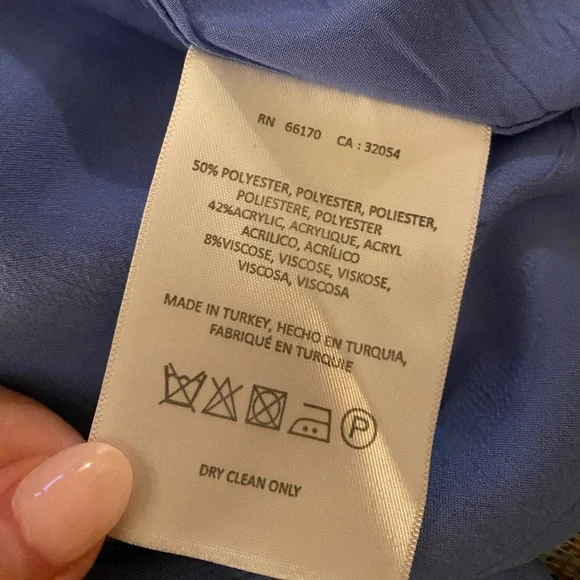 RN 66170 CA : 32054
50% POLYESTER, POLYESTER, POLIESTER,
POLIESTERE, POLYESTER
42%ACRYLIC, ACRYLIQUE, ACRYL
ACRILICO, ACRÍLICO
8%VISCOSE, VISCOSE, VISKOSE,
VISCOSA, VISCOSA
MADE IN TURKEY, HECHO EN TURQUIA,
FABRIQUÉ EN TURQUIE
P
DRY CLEAN ONLY